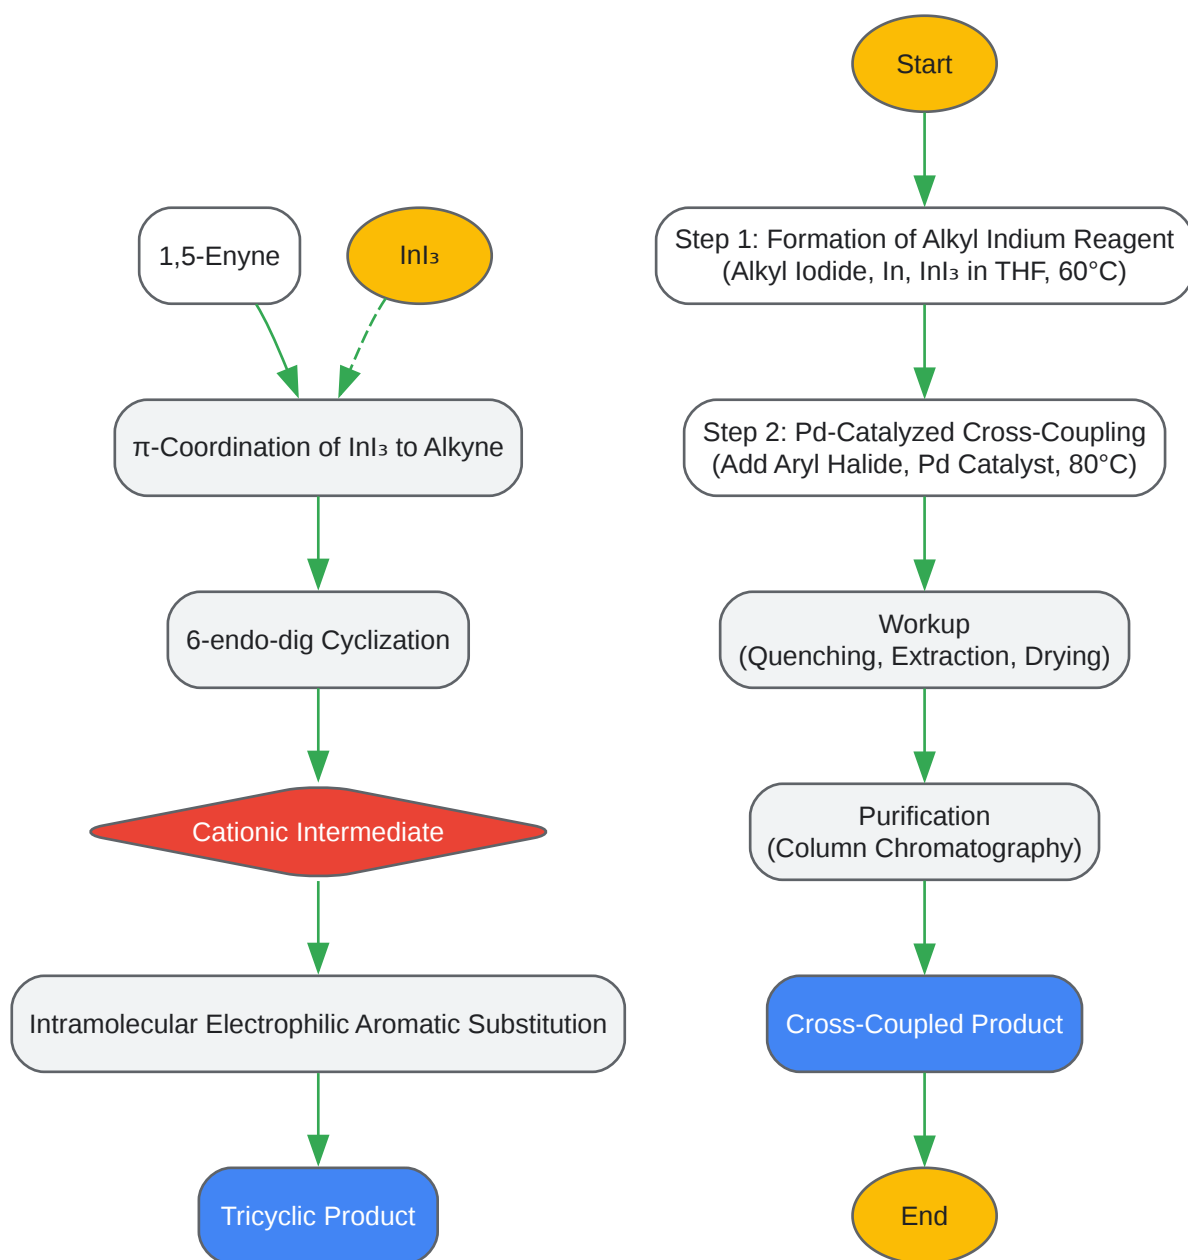 1,5-Enyne
InI₃
π-Coordination of InI₃ to Alkyne
6-endo-dig Cyclization
Cationic Intermediate
Intramolecular Electrophilic Aromatic Substitution
Tricyclic Product
Start
Step 1: Formation of Alkyl Indium Reagent
(Alkyl Iodide, In, InI₃ in THF, 60°C)
Step 2: Pd-Catalyzed Cross-Coupling
(Add Aryl Halide, Pd Catalyst, 80°C)
Workup
(Quenching, Extraction, Drying)
Purification
(Column Chromatography)
Cross-Coupled Product
End